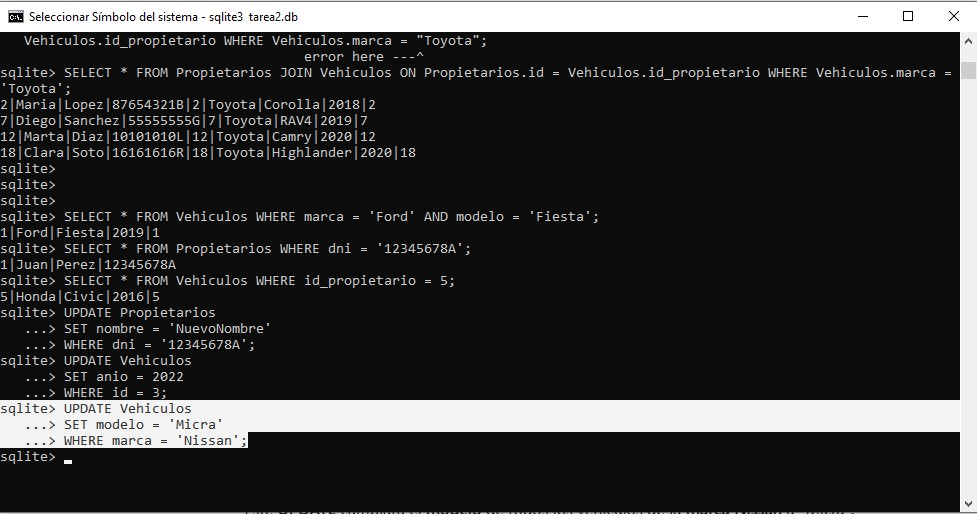 Seleccionar Símbolo del sistema - sqlite3  tarea2.db
   Vehiculos.id_propietario WHERE Vehiculos.marca = "Toyota";
                                      error here ---^
sqlite> SELECT * FROM Propietarios JOIN Vehiculos ON Propietarios.id = Vehiculos.id_propietario WHERE Vehiculos.marca =
'Toyota';
2|Maria|Lopez|87654321B|2|Toyota|Corolla|2018|2
7|Diego|Sanchez|55555555G|7|Toyota|RAV4|2019|7
12|Marta|Diaz|10101010L|12|Toyota|Camry|2020|12
18|Clara|Soto|16161616R|18|Toyota|Highlander|2020|18
sqlite>
sqlite>
sqlite>
sqlite> SELECT * FROM Vehiculos WHERE marca = 'Ford' AND modelo = 'Fiesta';
1|Ford|Fiesta|2019|1
sqlite> SELECT * FROM Propietarios WHERE dni = '12345678A';
1|Juan|Perez|12345678A
sqlite> SELECT * FROM Vehiculos WHERE id_propietario = 5;
5|Honda|Civic|2016|5
sqlite> UPDATE Propietarios
   ...> SET nombre = 'NuevoNombre'
   ...> WHERE dni = '12345678A';
sqlite> UPDATE Vehiculos
   ...> SET anio = 2022
   ...> WHERE id = 3;
sqlite> UPDATE Vehiculos
   ...> SET modelo = 'Micra'
   ...> WHERE marca = 'Nissan';
sqlite>